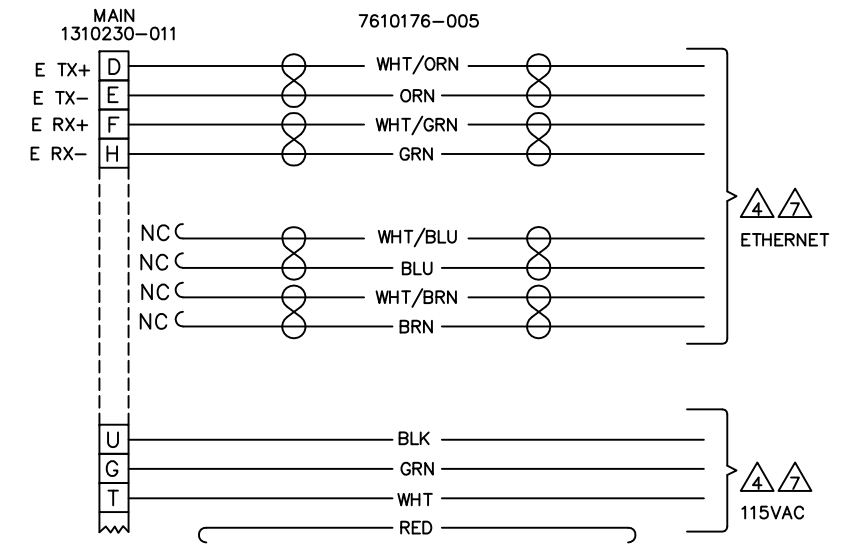 MAIN
1310230-011
7610176-005
E TX+ D WHT/ORN
E TX- E ORN
E RX+ F WHT/GRN
E RX- H GRN
NC WHT/BLU
NC BLU
NC WHT/BRN
NC BRN
4 7
ETHERNET
U BLK
G GRN
T WHT
RED
4 7
115VAC